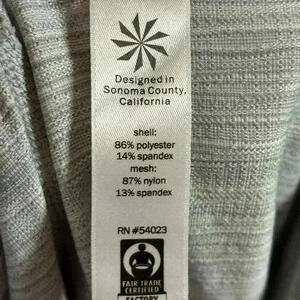 Designed in
Sonoma County,
California
shell:
86% polyester
14% spandex
mesh:
87% nylon
13% spandex
RN #54023
FAIR TRADE
CERTIFIED
FACTORY